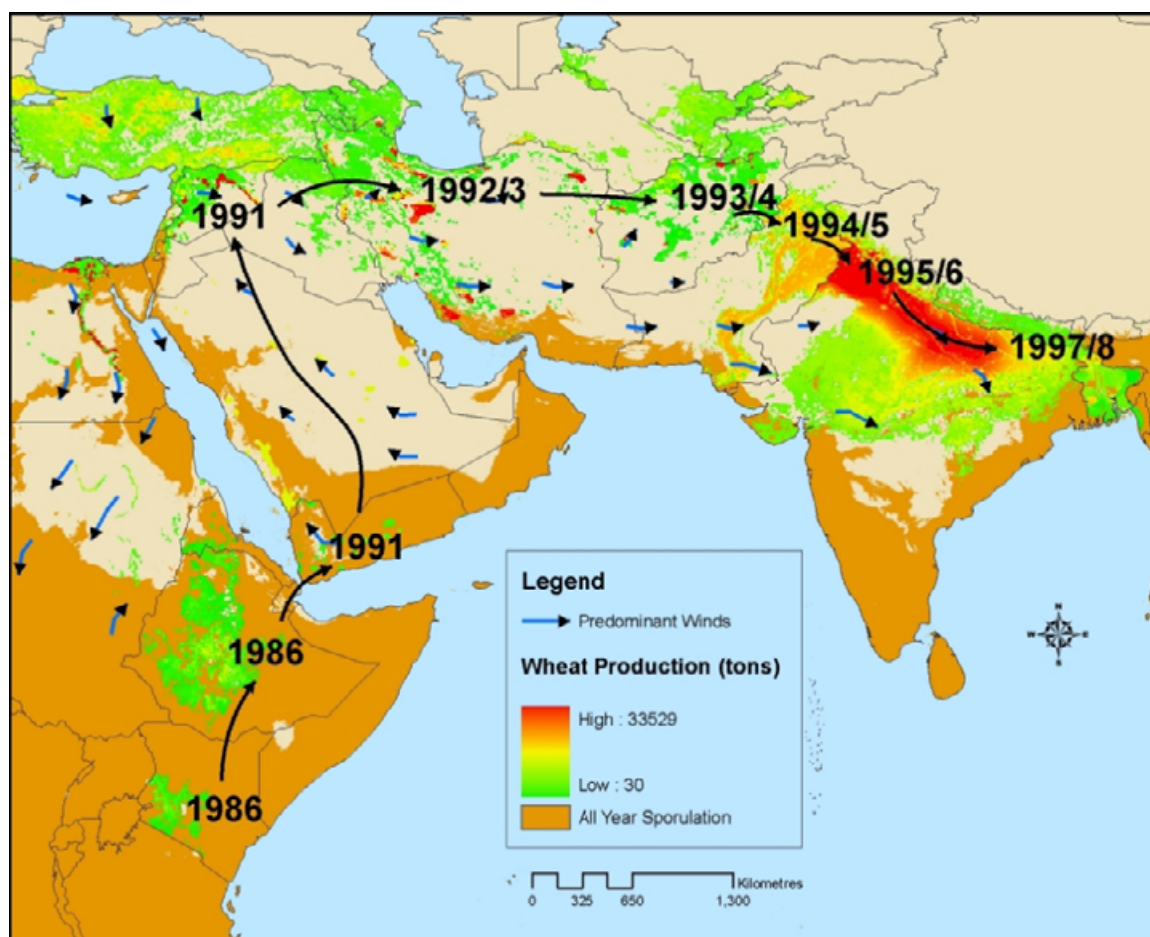 1992/3
1993/4
1991
1994/5
1995/6
1997/8
1991
1986
1986
Legend
Predominant Winds
Wheat Production (tons)
High : 33529
Low : 30
All Year Sporulation
N
W E
S
Kilometres
0 325 650 1,300